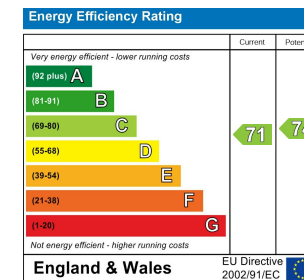 Energy Efficiency Rating
Current
Very energy efficient - lower running costs
(92 plus) A
(81-91) B
(69-80) C
71
(55-68) D
(39-54) E
(21-38) F
(1-20) G
Not energy efficient - higher running costs
England & Wales
EU Directive
2002/91/EC